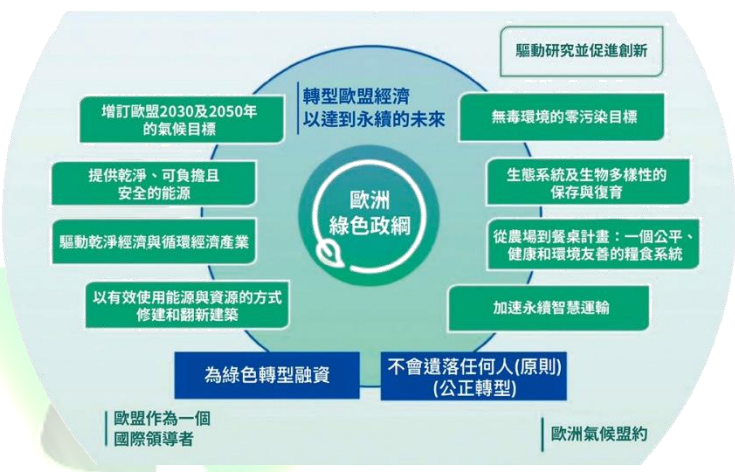 驅動研究並促進創新
轉型歐盟經濟
以達到永續的未來
增訂歐盟2030及2050年
的氣候目標
無毒環境的零污染目標
提供乾淨、可負擔且
安全的能源
生態系統及生物多樣性的
保存與復育
歐洲
綠色政綱
驅動乾淨經濟與循環經濟產業
從農場到餐桌計畫：一個公平、
健康和環境友善的糧食系統
以有效使用能源與資源的方式
修建和翻新建築
加速永續智慧運輸
為綠色轉型融資
不會遺落任何人(原則)
(公正轉型)
歐盟作為一個
國際領導者
歐洲氣候盟約